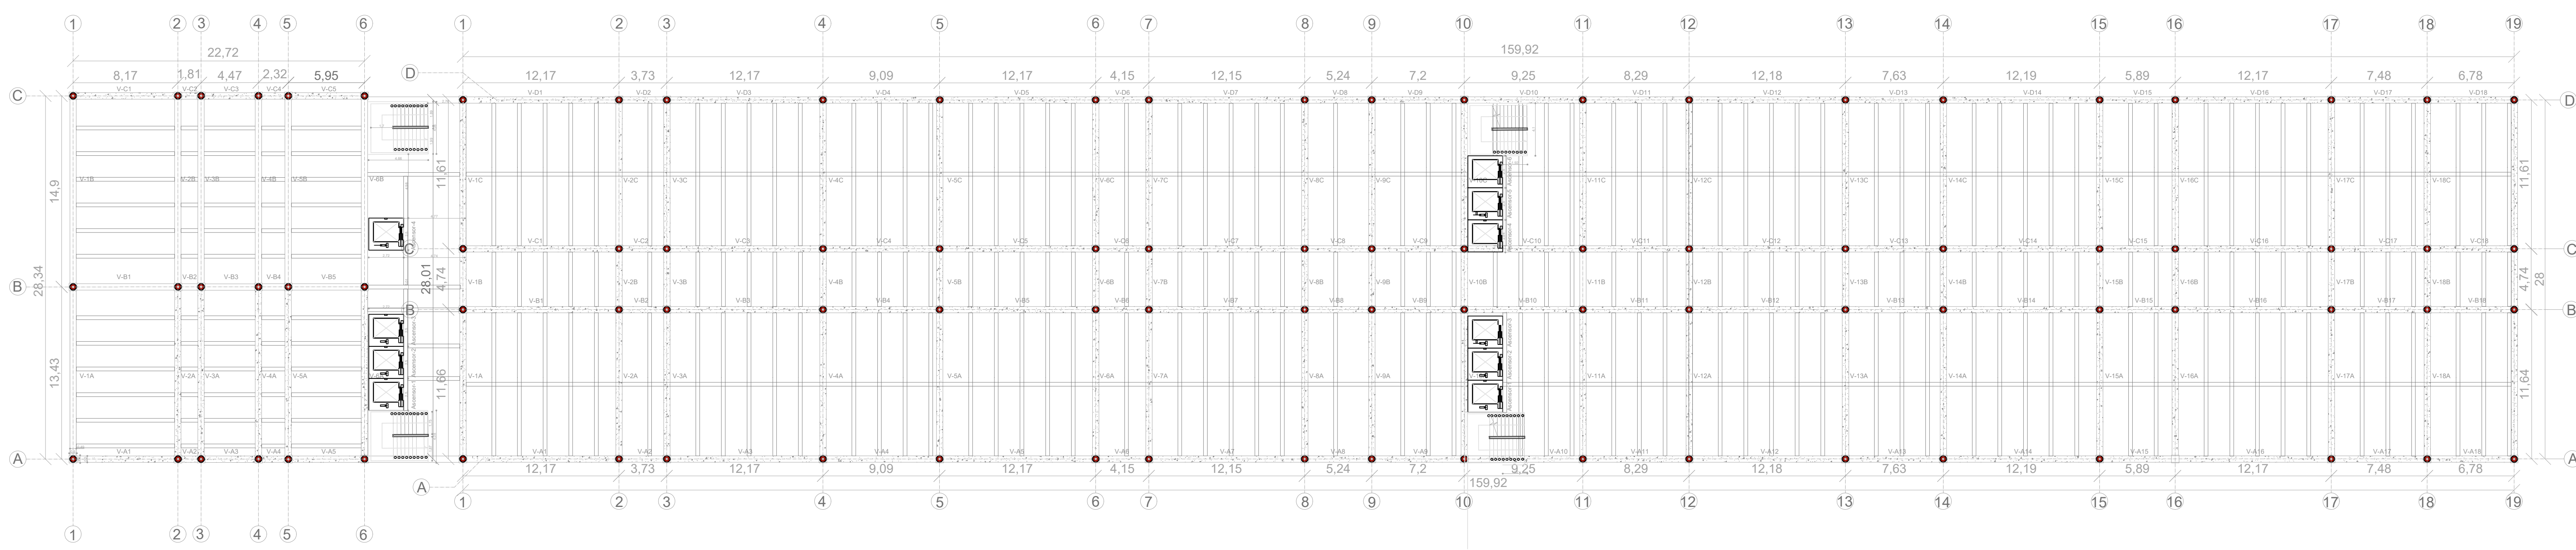 1 2 3 4 5 6 1 2 3 4 5 6 7 8 9 10 11 12 13 14 15 16 17 18 19
22,72 159,92
D
8,17 1,81 4,47 2,32 5,95 12,17 3,73 12,17 9,09 12,17 4,15 12,15 5,24 7,2 9,25 8,29 12,18 7,63 12,19 5,89 12,17 7,48 6,78
V-C1 V-C2 V-C3 V-C4 V-C5 V-D1 V-D2 V-D3 V-D4 V-D5 V-D6 V-D7 V-D8 V-D9 V-D10 V-D11 V-D12 V-D13 V-D14 V-D15 V-D16 V-D17 V-D18
C D
14,9 11,61 11,61
V-1B V-2B V-3B V-4B V-5B V-6B V-1C V-2C V-3C V-4C V-5C V-6C V-7C V-8C V-9C V-10C V-11C V-12C V-13C V-14C V-15C V-16C V-17C V-18C
Ascensor-4
V-C1 V-C2 V-C3 V-C4 V-C5 V-C6 V-C7 V-C8 V-C9 V-C10 V-C11 V-C12 V-C13 V-C14 V-C15 V-C16 V-C17 V-C18
C C
28,34 28,01 4,74 4,74 28
V-B1 V-B2 V-B3 V-B4 V-B5 V-1B V-2B V-3B V-4B V-5B V-6B V-7B V-8B V-9B V-10B V-11B V-12B V-13B V-14B V-15B V-16B V-17B V-18B
B
V-B1 V-B2 V-B3 V-B4 V-B5 V-B6 V-B7 V-B8 V-B9 V-B10 V-B11 V-B12 V-B13 V-B14 V-B15 V-B16 V-B17 V-B18
B B
Ascensor-1 Ascensor-2 Ascensor-1 Ascensor-2 Ascensor-3
13,43 11,66 11,64
V-1A V-2A V-3A V-4A V-5A V-1A V-2A V-3A V-4A V-5A V-6A V-7A V-8A V-9A V-11A V-12A V-13A V-14A V-15A V-16A V-17A V-18A
V-A1 V-A2 V-A3 V-A4 V-A5 V-A1 V-A2 V-A3 V-A4 V-A5 V-A6 V-A7 V-A8 V-A9 V-A10 V-A11 V-A12 V-A13 V-A14 V-A15 V-A16 V-A17 V-A18
A A
12,17 3,73 12,17 9,09 12,17 4,15 12,15 5,24 7,2 9,25 8,29 12,18 7,63 12,19 5,89 12,17 7,48 6,78
A 159,92
1 2 3 4 5 6 7 8 9 10 11 12 13 14 15 16 17 18 19
1 2 3 4 5 6